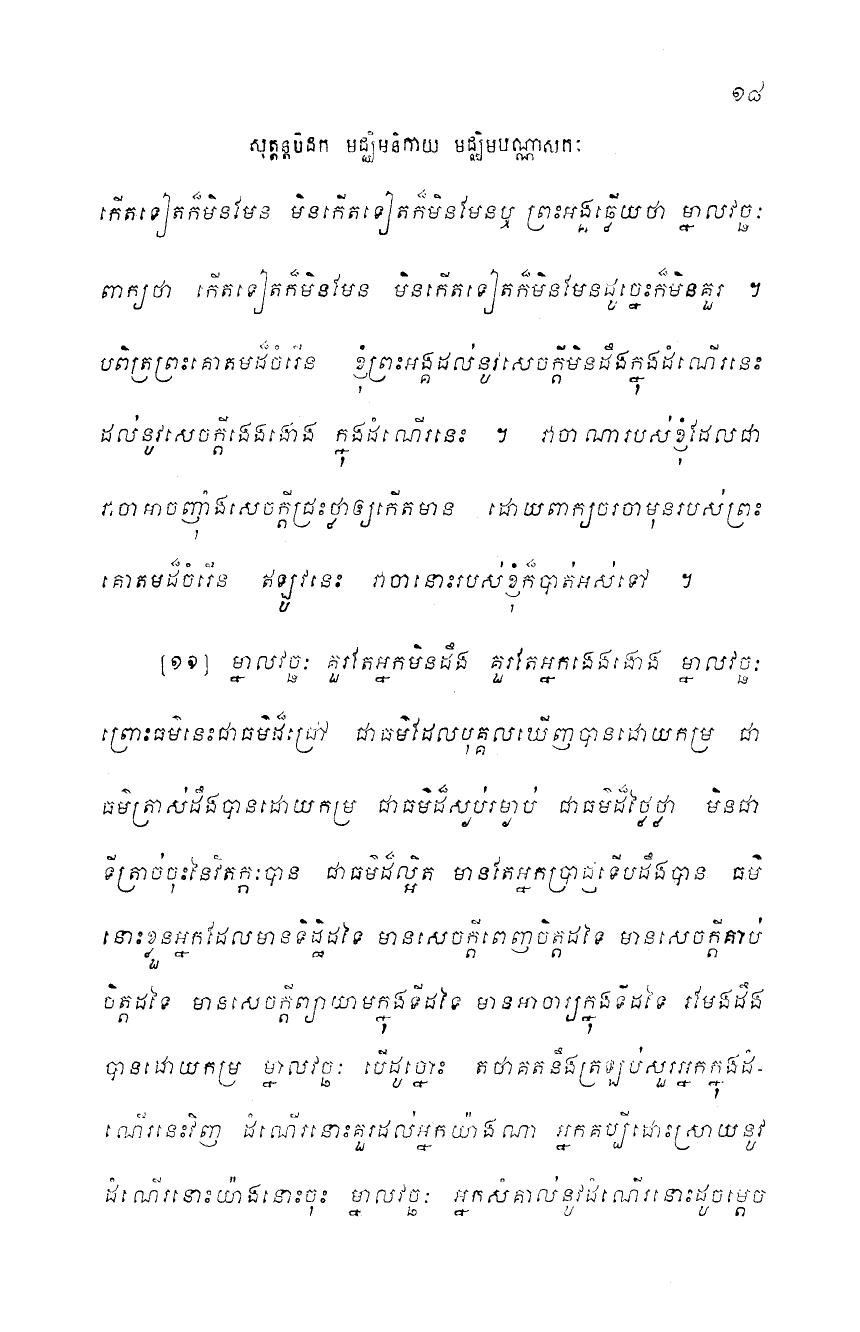 ១៨
សុត្តន្តបិដក មជ្ឈិមនិកាយ មជ្ឈិមបណ្ណាសកៈ
កើតទៀតក៏មិនមែន មិនកើតទៀតក៏មិនមែនឬ ព្រះអង្គឆ្លើយថា ម្នាលវច្ឆៈ
ពាក្យថា កើតទៀតក៏មិនមែន មិនកើតទៀតក៏មិនមែនដូច្នេះក៏មិនគួរ ។
បពិត្រព្រះគោតមដ៏ចំរើន ខ្ញុំព្រះអង្គដល់នូវសេចក្តីមិនដឹងក្នុងដំណើរនេះ
ដល់នូវសេចក្តីងេងងោង ក្នុងដំណើរនេះ ។ វាចាណារបស់ខ្ញុំដែលជា
វាចាអាចញ៉ាំងសេចក្តីជ្រះថ្លាឲ្យកើតមាន ដោយពាក្យចរចាមុនរបស់ព្រះ
គោតមដ៏ចំរើន ឥឡូវនេះ វាចានោះរបស់ខ្ញុំក៏បាត់អស់ទៅ ។
[១១] ម្នាលវច្ឆៈ គួរតែអ្នកមិនដឹង គួរតែអ្នកងេងងោង ម្នាលវច្ឆៈ
ព្រោះធម៌នេះជាធម៌ដ៏ជ្រៅ ជាធម៌ដែលបុគ្គលឃើញបានដោយកម្រ ជា
ធម៌ត្រាស់ដឹងបានដោយកម្រ ជាធម៌ដ៏ស្ងប់រម្ងាប់ ជាធម៌ដ៏ថ្លៃថ្លា មិនជា
ទីត្រាច់ចុះនៃវិតក្កៈបាន ជាធម៌ដ៏ល្អិត មានតែអ្នកប្រាជ្ញទើបដឹងបាន ធម៌
នោះខ្លួនអ្នកដែលមានទិដ្ឋិដទៃ មានសេចក្តីពេញចិត្តដទៃ មានសេចក្តីគាប់
ចិត្តដទៃ មានសេចក្តីព្យាយាមក្នុងទីដទៃ មានអាចារ្យក្នុងទីដទៃ រមែងដឹង
បានដោយកម្រ ម្នាលវច្ឆៈ បើដូច្នោះ តថាគតនឹងត្រឡប់សួរអ្នកក្នុងដំ-
ណើរនេះវិញ ដំណើរនោះគួរដល់អ្នកយ៉ាងណា អ្នកគប្បីដោះស្រាយនូវ
ដំណើរនោះយ៉ាងនោះចុះ ម្នាលវច្ឆៈ អ្នកសំគាល់នូវដំណើរនោះដូចម្តេច